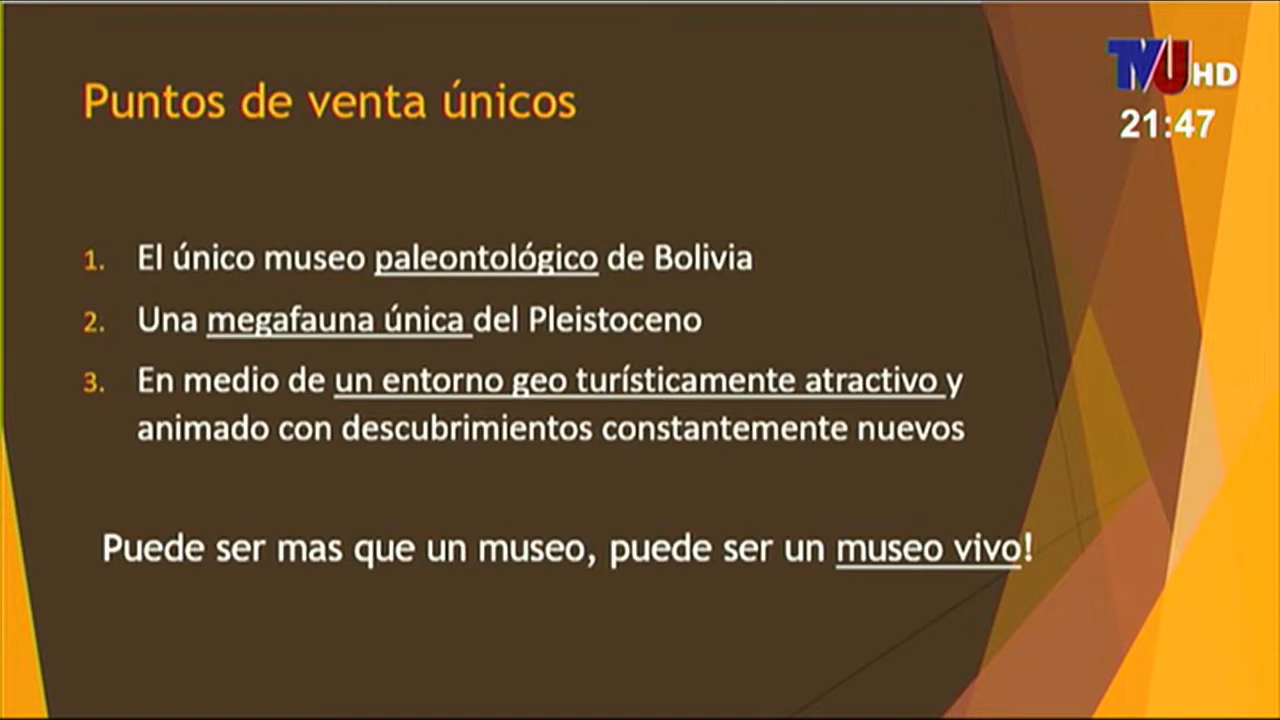 TVU HD
21:47
Puntos de venta únicos
1. El único museo paleontológico de Bolivia
2. Una megafauna única del Pleistoceno
3. En medio de un entorno geo turísticamente atractivo y
animado con descubrimientos constantemente nuevos
Puede ser mas que un museo, puede ser un museo vivo!